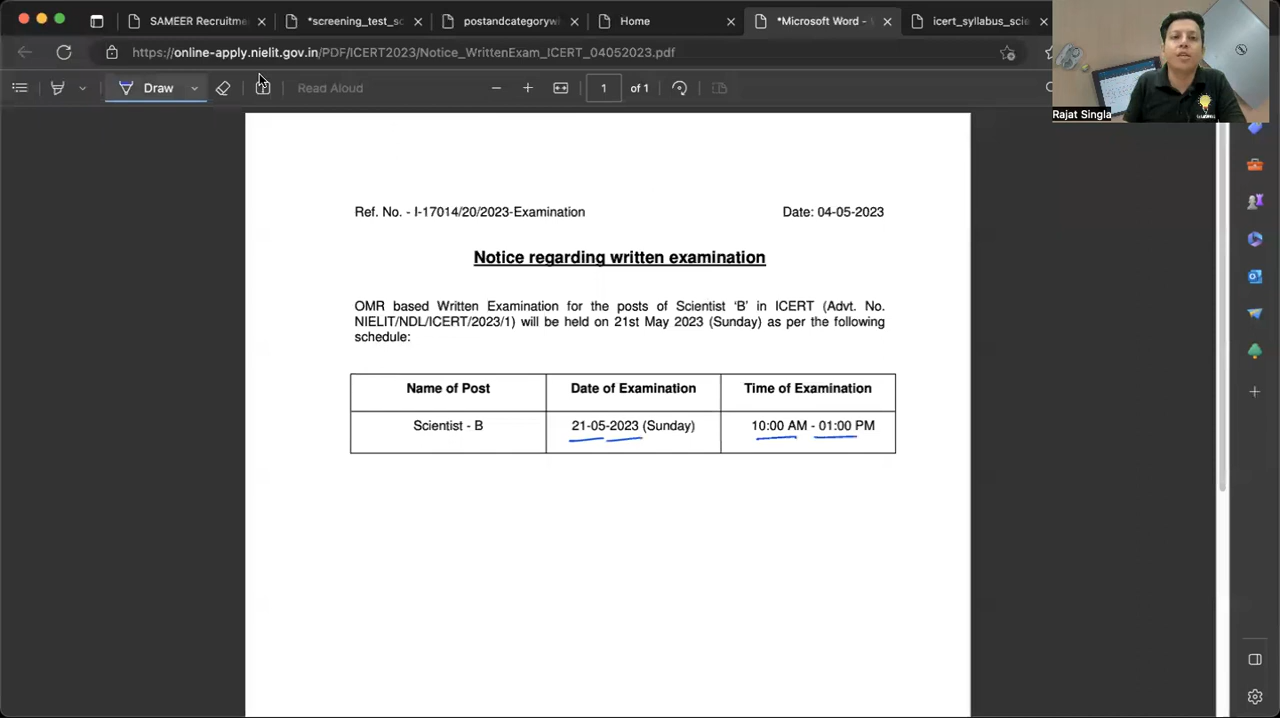 SAMEER Recruitme
*screening_test_sc
postandcategoryw
Home
*Microsoft Word -
icert_syllabus_scie
https://online-apply.nielit.gov.in/PDF/ICERT2023/Notice_WrittenExam_ICERT_04052023.pdf
Draw
Read Aloud
1
of 1
Rajat Singla
Ref. No. - I-17014/20/2023-Examination
Date: 04-05-2023
Notice regarding written examination
OMR based Written Examination for the posts of Scientist ‘B’ in ICERT (Advt. No.
NIELIT/NDL/ICERT/2023/1) will be held on 21st May 2023 (Sunday) as per the following
schedule:
Name of Post
Date of Examination
Time of Examination
Scientist - B
21-05-2023 (Sunday)
10:00 AM - 01:00 PM